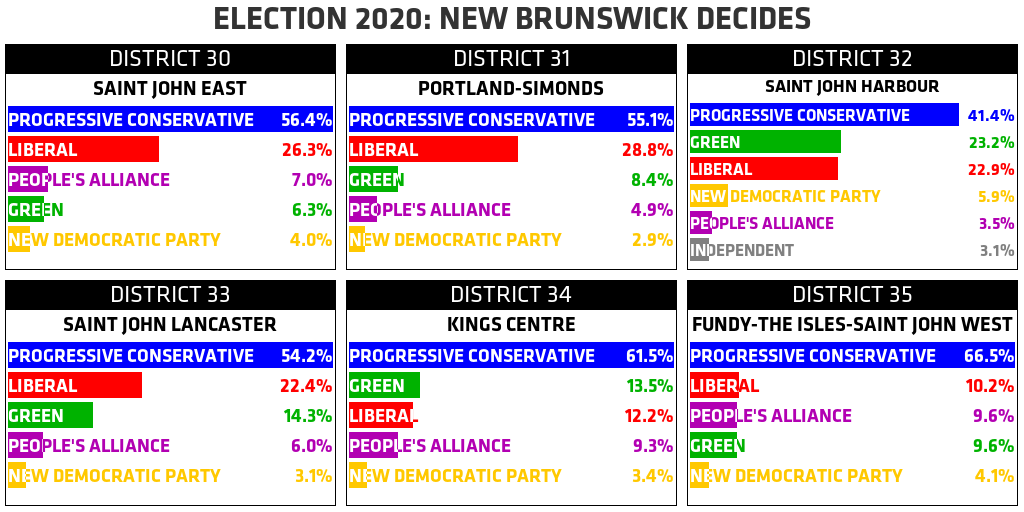 ELECTION 2020: NEW BRUNSWICK DECIDES
DISTRICT 30
SAINT JOHN EAST
PROGRESSIVE CONSERVATIVE 56.4%
LIBERAL 26.3%
PEOPLE'S ALLIANCE 7.0%
GREEN 6.3%
NEW DEMOCRATIC PARTY 4.0%
DISTRICT 31
PORTLAND-SIMONDS
PROGRESSIVE CONSERVATIVE 55.1%
LIBERAL 28.8%
GREEN 8.4%
PEOPLE'S ALLIANCE 4.9%
NEW DEMOCRATIC PARTY 2.9%
DISTRICT 32
SAINT JOHN HARBOUR
PROGRESSIVE CONSERVATIVE 41.4%
GREEN 23.2%
LIBERAL 22.9%
NEW DEMOCRATIC PARTY 5.9%
PEOPLE'S ALLIANCE 3.5%
INDEPENDENT 3.1%
DISTRICT 33
SAINT JOHN LANCASTER
PROGRESSIVE CONSERVATIVE 54.2%
LIBERAL 22.4%
GREEN 14.3%
PEOPLE'S ALLIANCE 6.0%
NEW DEMOCRATIC PARTY 3.1%
DISTRICT 34
KINGS CENTRE
PROGRESSIVE CONSERVATIVE 61.5%
GREEN 13.5%
LIBERAL 12.2%
PEOPLE'S ALLIANCE 9.3%
NEW DEMOCRATIC PARTY 3.4%
DISTRICT 35
FUNDY-THE ISLES-SAINT JOHN WEST
PROGRESSIVE CONSERVATIVE 66.5%
LIBERAL 10.2%
PEOPLE'S ALLIANCE 9.6%
GREEN 9.6%
NEW DEMOCRATIC PARTY 4.1%